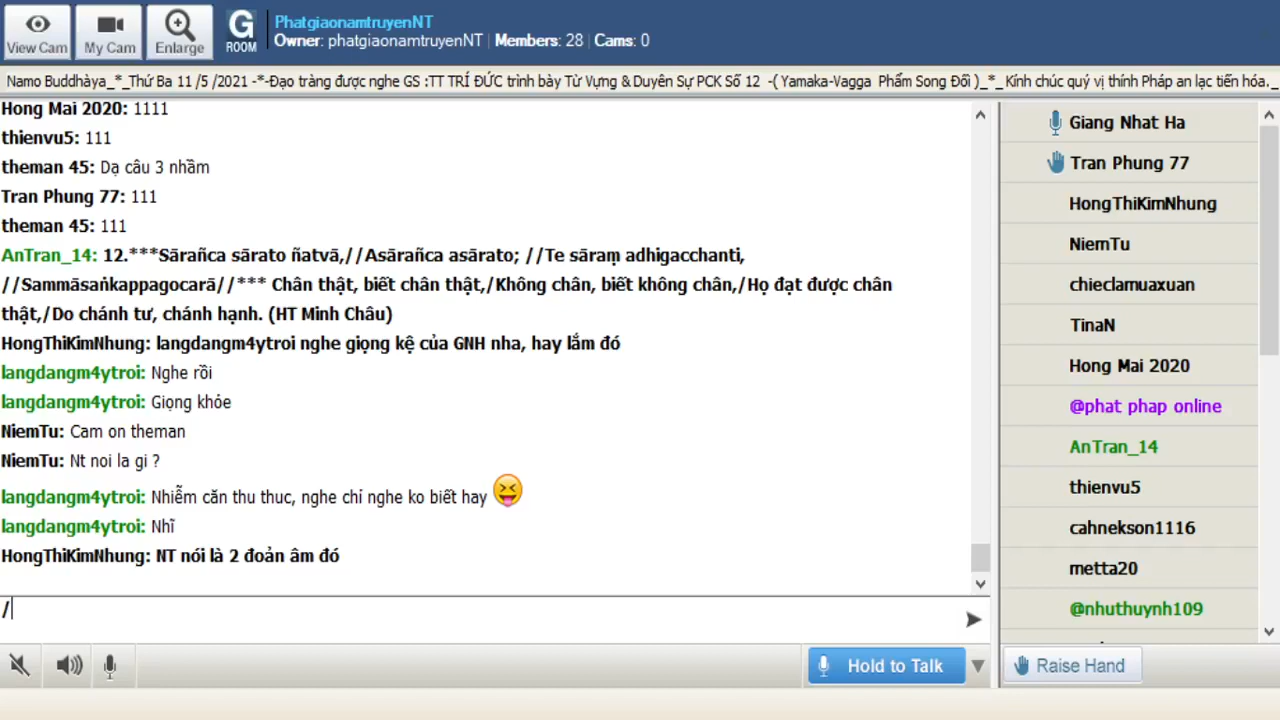 View Cam
My Cam
Enlarge
G
ROOM
PhatgiaonamtruyenNT
Owner: phatgiaonamtruyenNT | Members: 28 | Cams: 0
Namo Buddhàya_*_Thứ Ba 11 /5 /2021 -*-Đạo tràng được nghe GS :TT TRÍ ĐỨC trình bày Từ Vựng & Duyên Sự PCK Số 12 -( Yamaka-Vagga Phẩm Song Đối )_*_ Kính chúc quý vị thính Pháp an lạc tiến hóa._
Hong Mai 2020: 1111
thienvu5: 111
theman 45: Dạ câu 3 nhầm
Tran Phung 77: 111
theman 45: 111
AnTran_14: 12.***Sārañca sārato ñatvā,//Asārañca asārato; //Te sāraṃ adhigacchanti,
//Sammāsaṅkappagocarā//*** Chân thật, biết chân thật,/Không chân, biết không chân,/Họ đạt được chân
thật,/Do chánh tư, chánh hạnh. (HT Minh Châu)
HongThiKimNhung: langdangm4ytroi nghe giọng kệ của GNH nha, hay lắm đó
langdangm4ytroi: Nghe rồi
langdangm4ytroi: Giọng khỏe
NiemTu: Cam on theman
NiemTu: Nt noi la gi ?
langdangm4ytroi: Nhiễm căn thu thuc, nghe chỉ nghe ko biết hay
langdangm4ytroi: Nhĩ
HongThiKimNhung: NT nói là 2 đoản âm đó
/
Hold to Talk
Giang Nhat Ha
Tran Phung 77
HongThiKimNhung
NiemTu
chieclamuaxuan
TinaN
Hong Mai 2020
@phat phap online
AnTran_14
thienvu5
cahnekson1116
metta20
@nhuthuynh109
Raise Hand